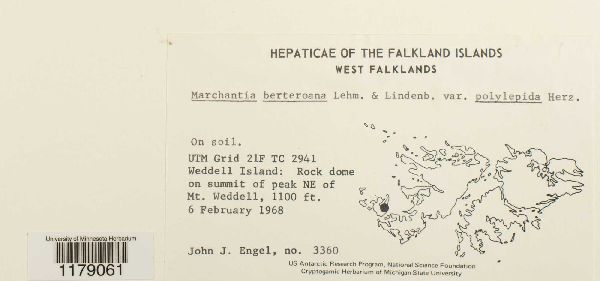 HEPATICAE OF THE FALKLAND ISLANDS
WEST FALKLANDS
Marchantia berteroana Lehm. & Lindenb. var. polylepida Herz.
On soil.
UTM Grid 21F TC 2941
Weddell Island: Rock dome
on summit of peak NE of
Mt. Weddell, 1100 ft.
6 February 1968
John J. Engel, no. 3360
US Antarctic Research Program, National Science Foundation
Cryptogamic Herbarium of Michigan State University
University of Minnesota Herbarium
1179061